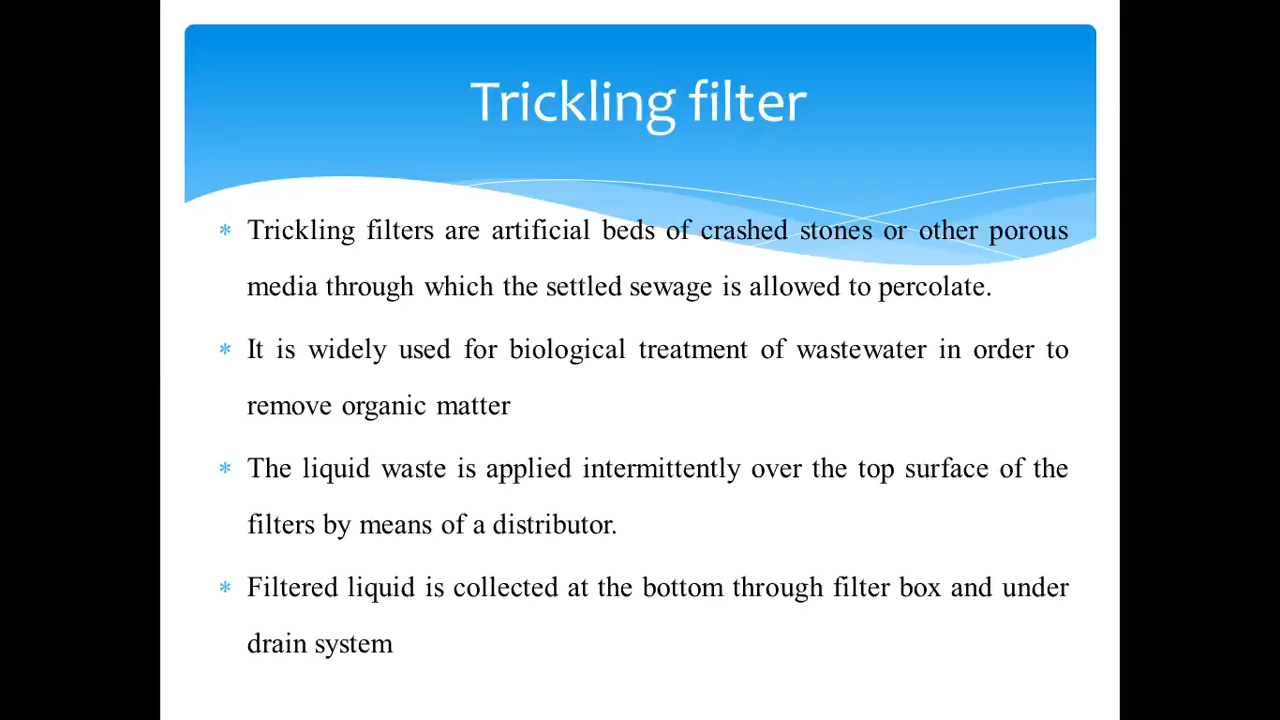 Trickling filter
* Trickling filters are artificial beds of crashed stones or other porous
media through which the settled sewage is allowed to percolate.
* It is widely used for biological treatment of wastewater in order to
remove organic matter
* The liquid waste is applied intermittently over the top surface of the
filters by means of a distributor.
* Filtered liquid is collected at the bottom through filter box and under
drain system